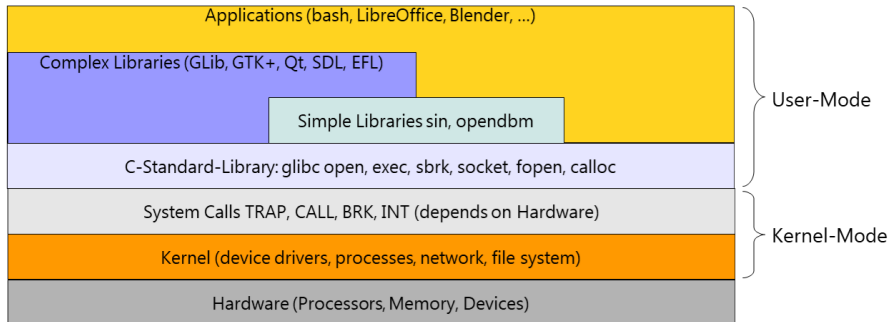 Applications (bash, LibreOffice, Blender, ...)
Complex Libraries (GLib, GTK+, Qt, SDL, EFL)
Simple Libraries sin, opendbm
C-Standard-Library: glibc open, exec, sbrk, socket, fopen, calloc
User-Mode
System Calls TRAP, CALL, BRK, INT (depends on Hardware)
Kernel (device drivers, processes, network, file system)
Kernel-Mode
Hardware (Processors, Memory, Devices)